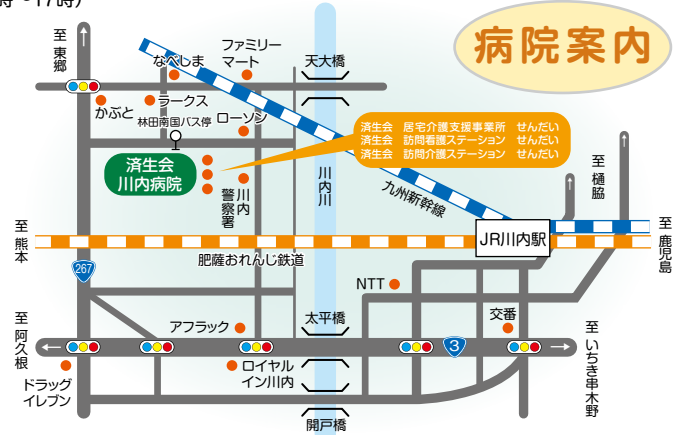 時～17時）
病院案内
至東郷
なべしま
ファミリー
マート
天大橋
かぶと
ラークス
林田南国バス停
ローソン
済生会　居宅介護支援事業所　せんだい
済生会　訪問看護ステーション　せんだい
済生会　訪問介護ステーション　せんだい
済生会
川内病院
川内
警察署
川内川
九州新幹線
至樋脇
至熊本
JR川内駅
至鹿児島
肥薩おれんじ鉄道
267
NTT
至阿久根
アフラック
太平橋
3
交番
至いちき串木野
ドラッグ
イレブン
ロイヤル
イン川内
開戸橋